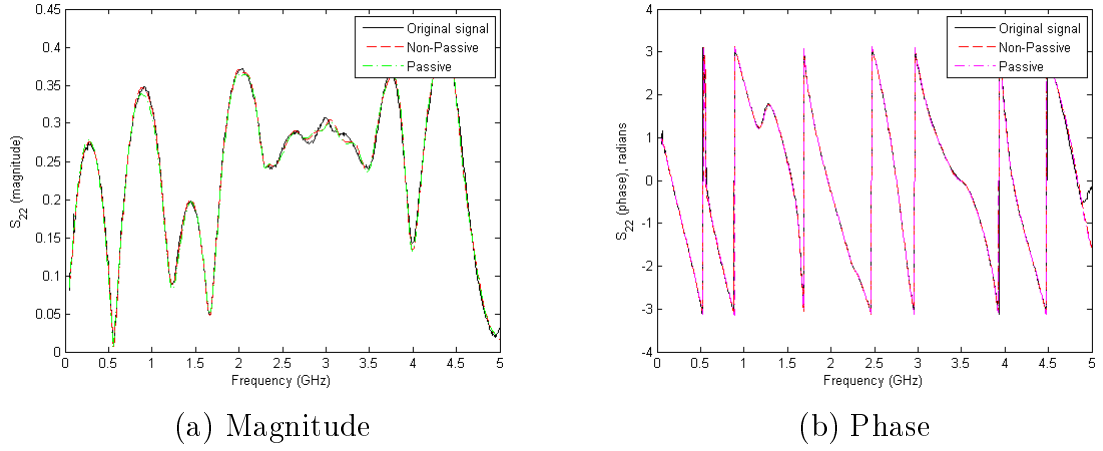 0.45
0.4
0.35
0.3
0.25
0.2
0.15
0.1
0.05
0
S22 (magnitude)
Original signal
Non-Passive
Passive
0 0.5 1 1.5 2 2.5 3 3.5 4 4.5 5
Frequency (GHz)
(a) Magnitude
4
3
2
1
0
-1
-2
-3
-4
S22 (phase), radians
Original signal
Non-Passive
Passive
0 0.5 1 1.5 2 2.5 3 3.5 4 4.5 5
Frequency (GHz)
(b) Phase